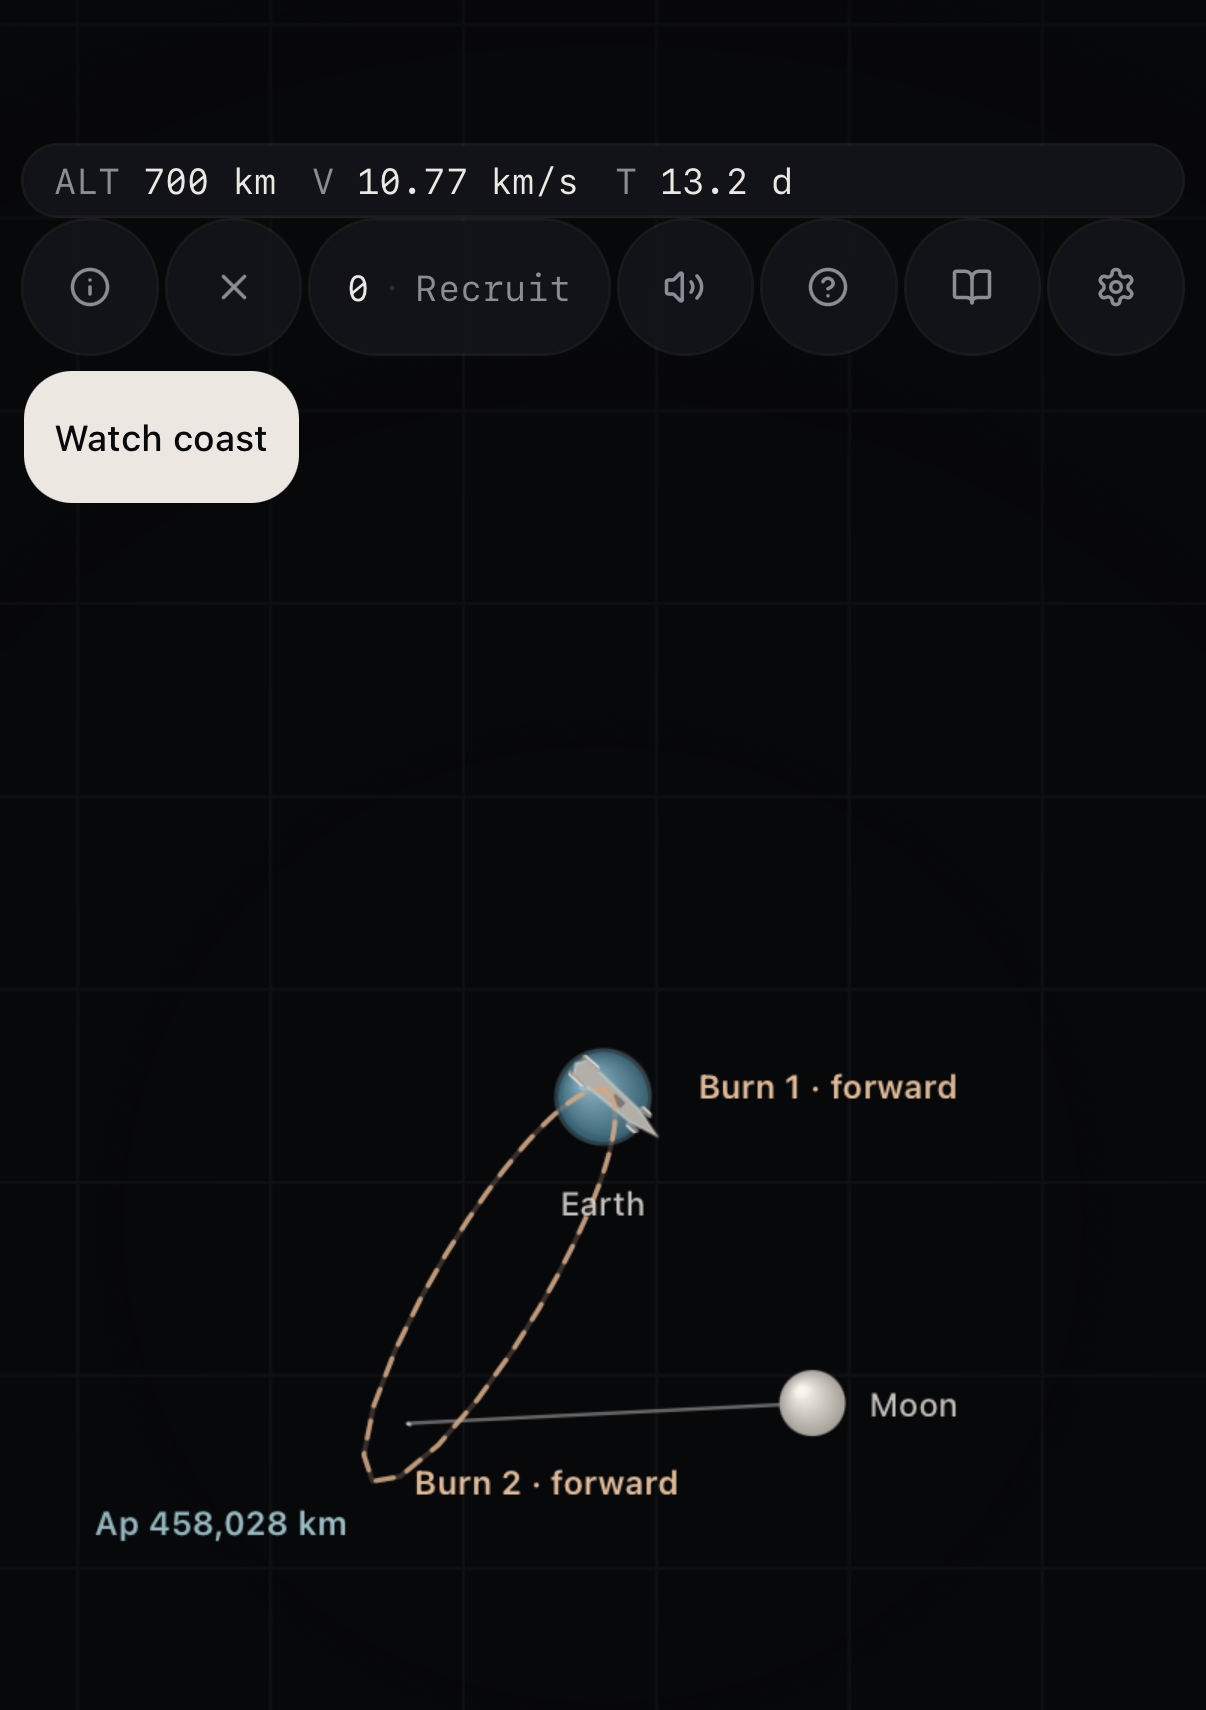 ALT 700 km V 10.77 km/s T 13.2 d
0 · Recruit
Watch coast
Burn 1 · forward
Earth
Moon
Burn 2 · forward
Ap 458,028 km